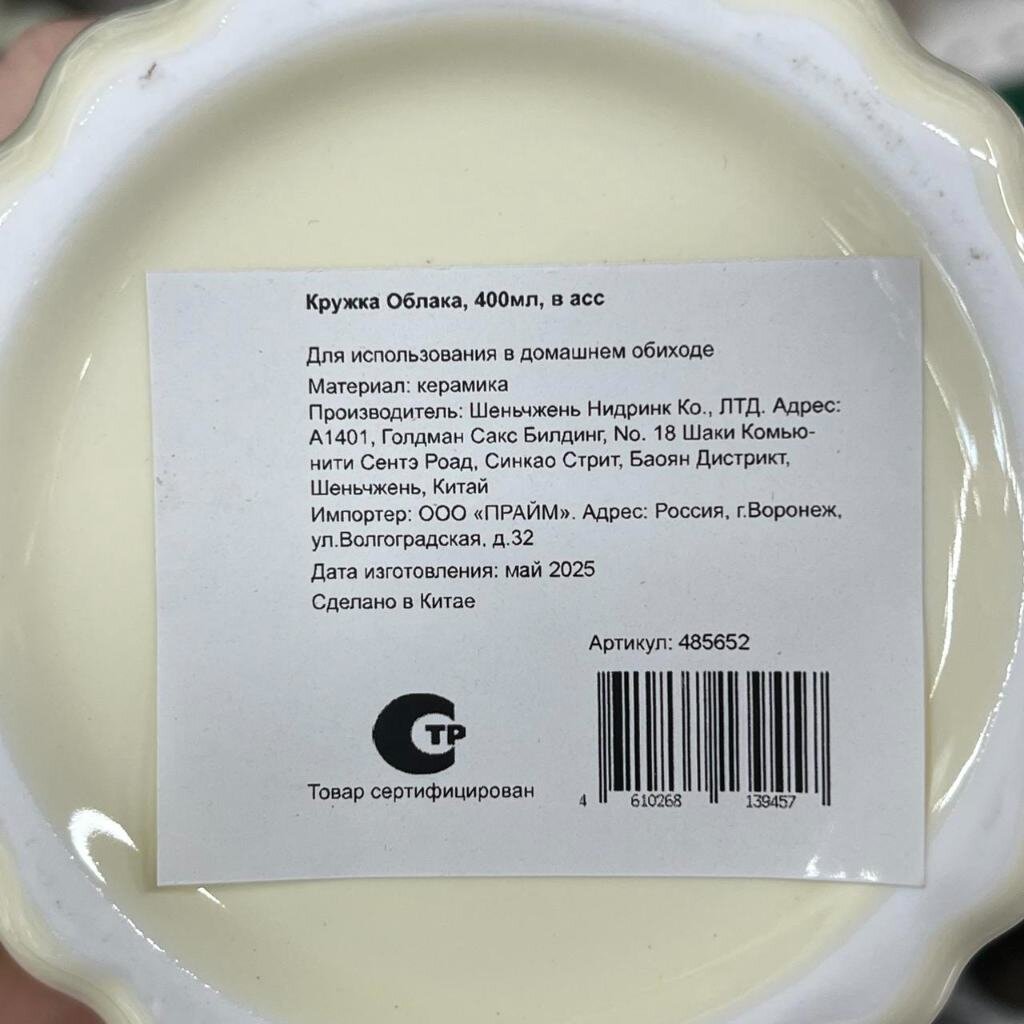 Кружка Облака, 400мл, в асс
Для использования в домашнем обиходе
Материал: керамика
Производитель: Шеньчжень Нидринк Ко., ЛТД. Адрес:
А1401, Голдман Сакс Билдинг, No. 18 Шаки Комью-
нити Сентэ Роад, Синкао Стрит, Баоян Дистрикт,
Шеньчжень, Китай
Импортер: ООО «ПРАЙМ». Адрес: Россия, г.Воронеж,
ул.Волгоградская, д.32
Дата изготовления: май 2025
Сделано в Китае
Артикул: 485652
СТР
Товар сертифицирован
4 610268 139457